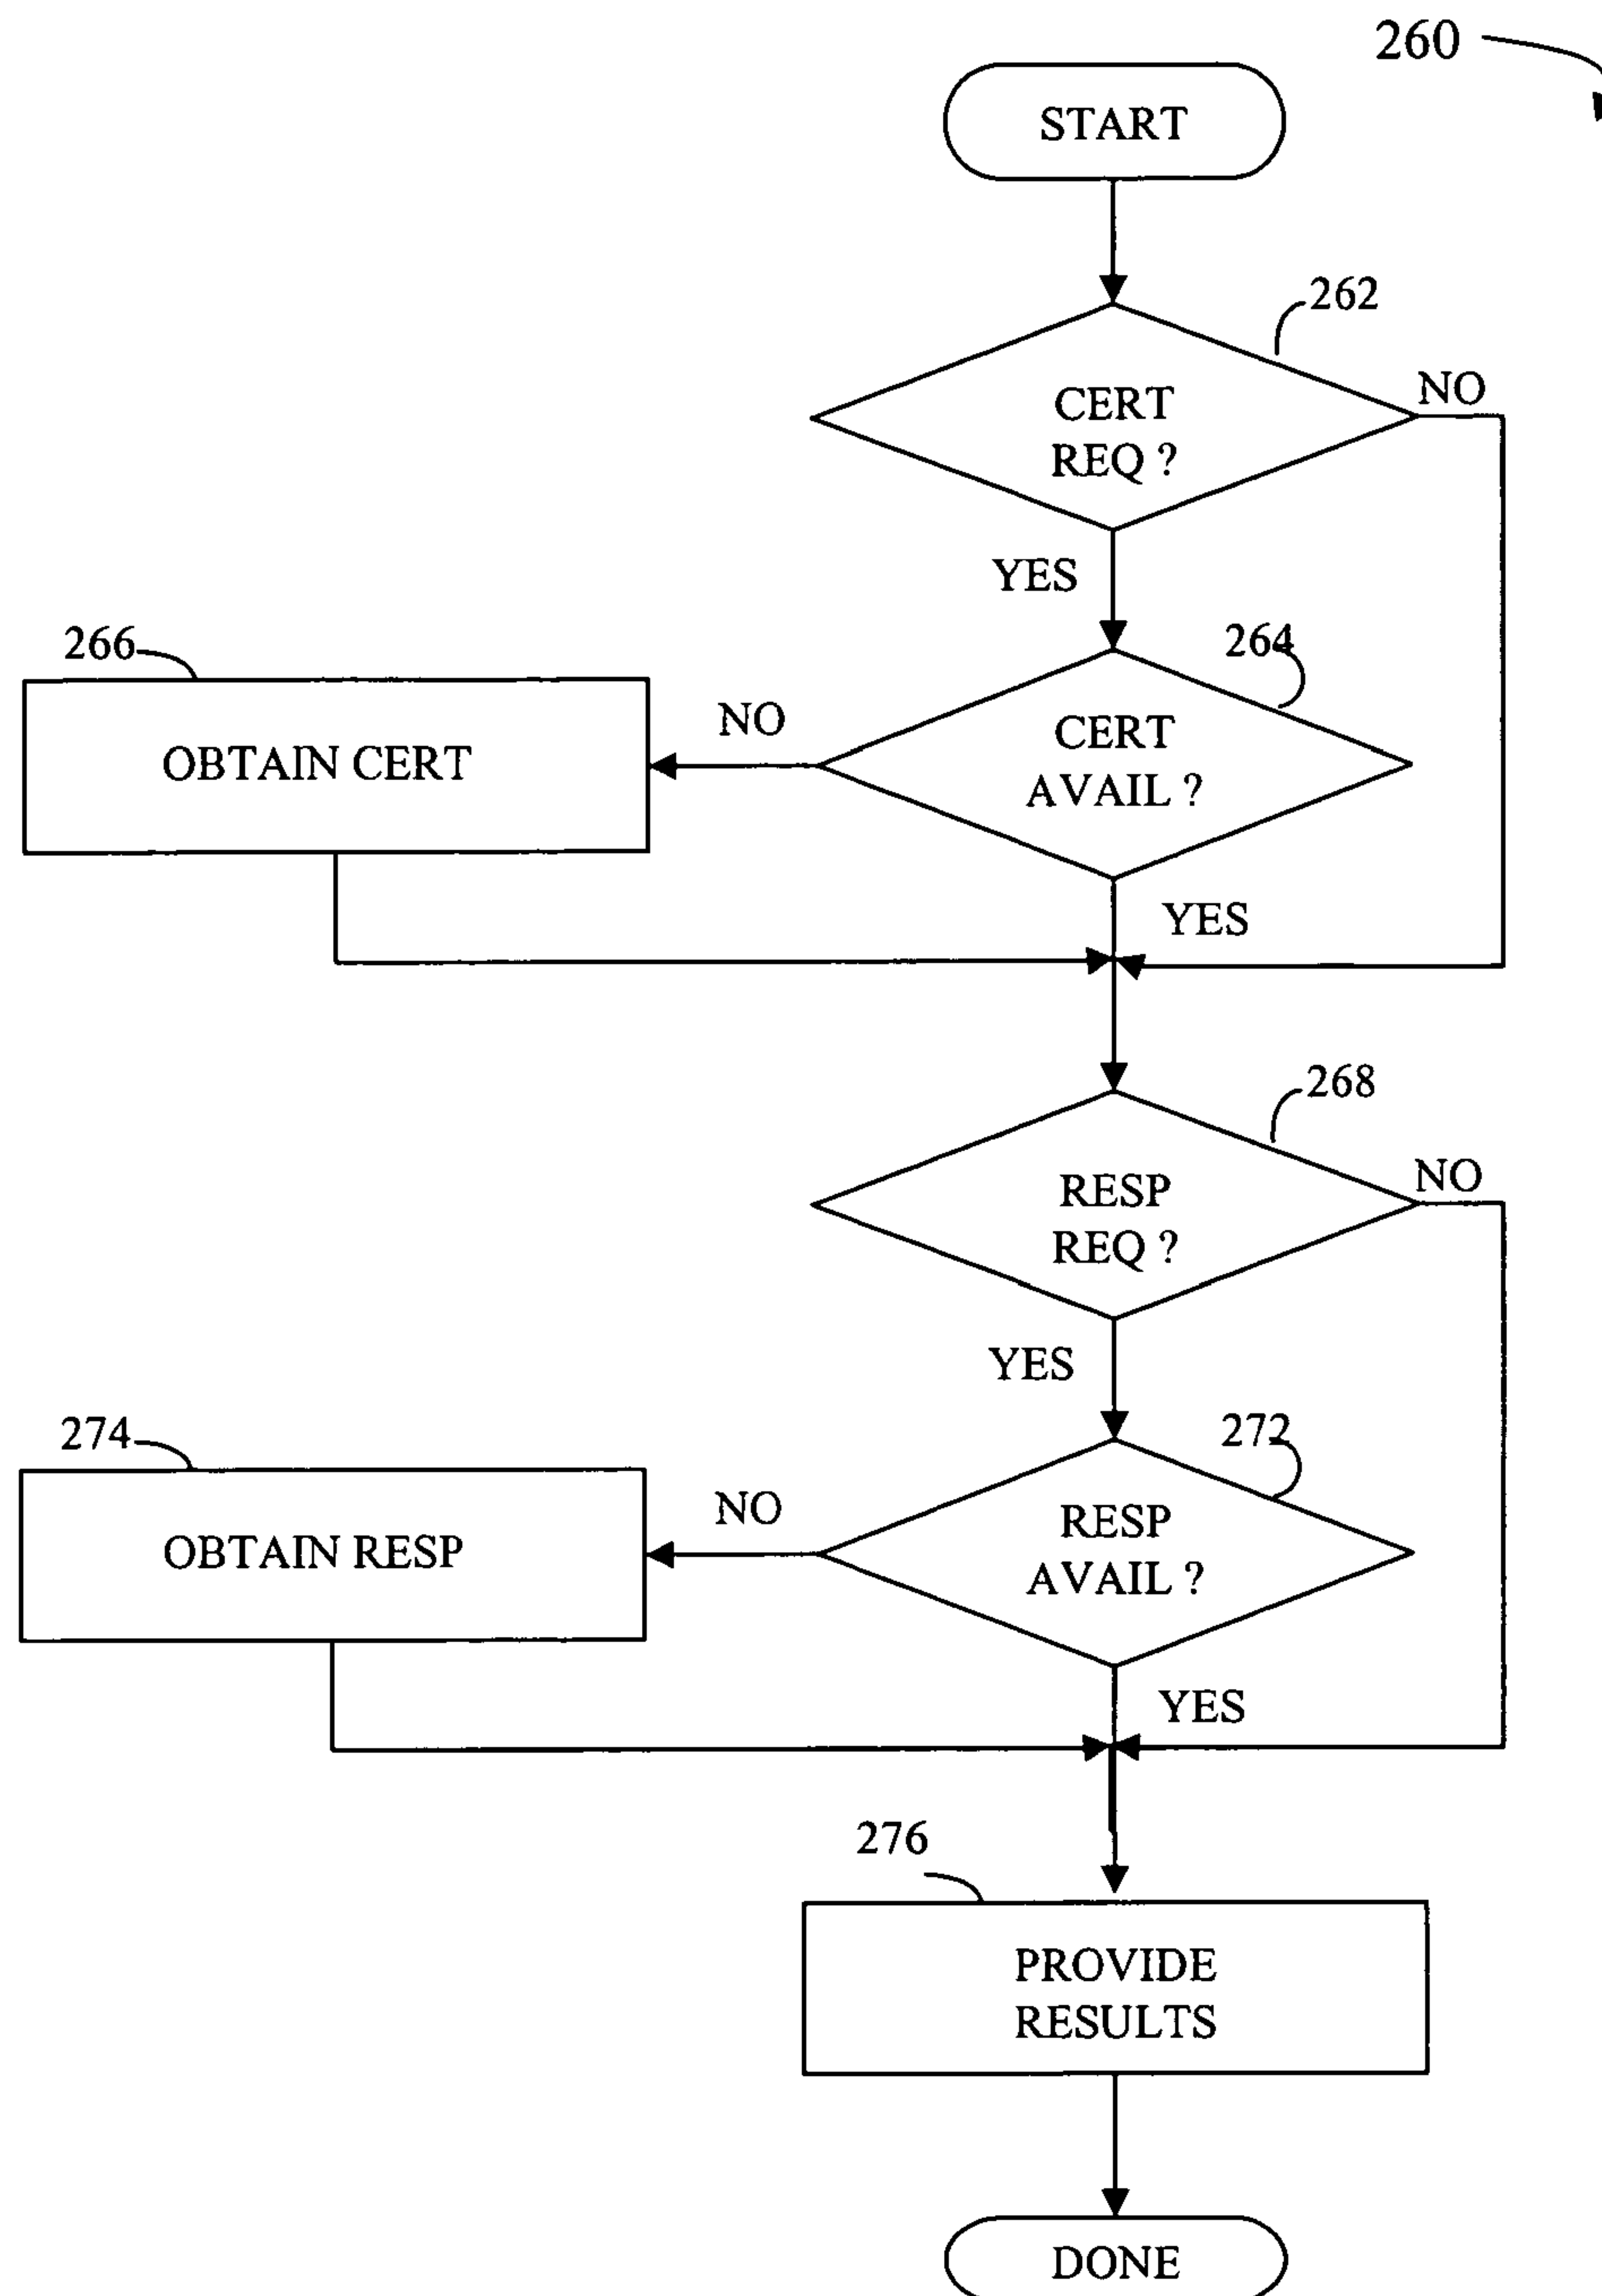 260
START
262
CERT
REQ ?
NO
YES
266
264
OBTAIN CERT
NO
CERT
AVAIL ?
YES
268
RESP
REQ ?
NO
YES
274
272
OBTAIN RESP
NO
RESP
AVAIL ?
YES
276
PROVIDE
RESULTS
DONE